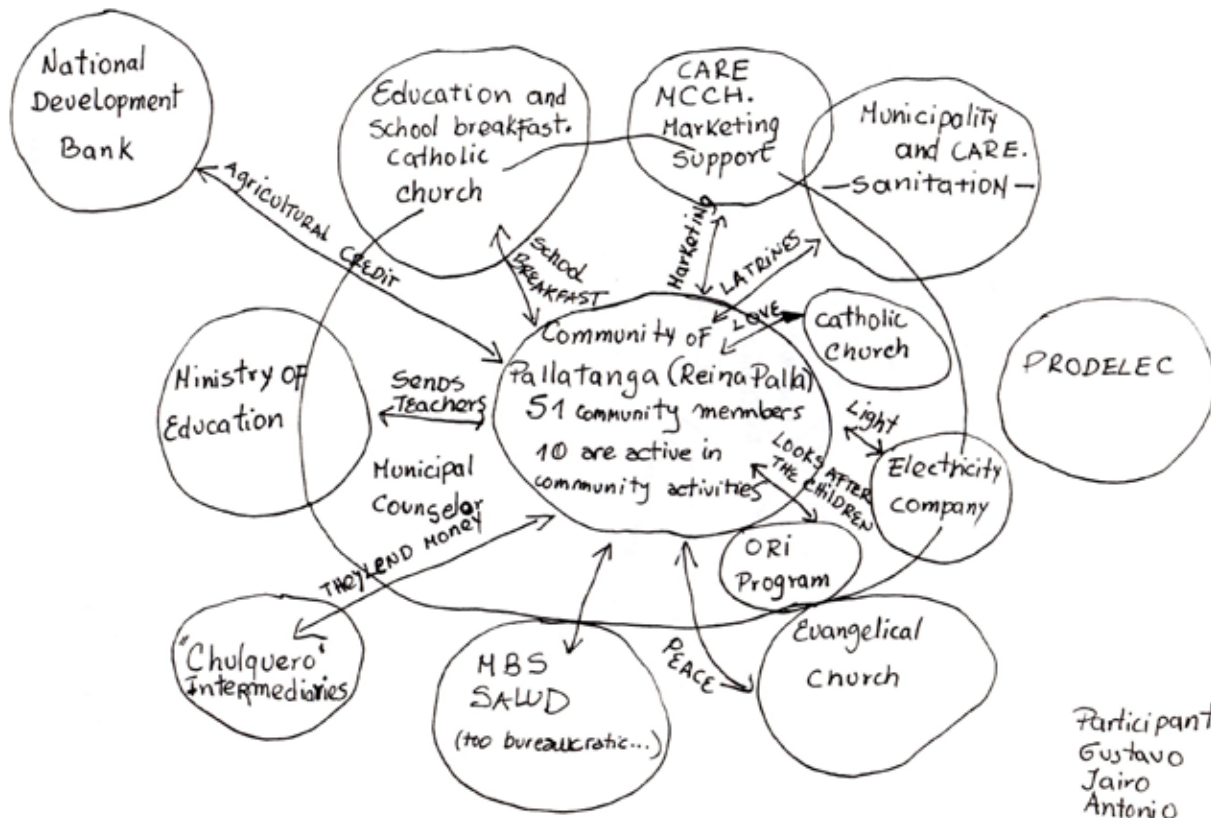 National
Development
Bank
Education and
School breakfast.
Catholic
church
CARE
MCCH.
Marketing
Support
Municipality
and CARE.
—Sanitation—
AGRICULTURAL CREDIT
School
BREAKFAST
Marketing
LATRINES
LOVE
Catholic
Church
PRODELEC
Community of
Pallatanga (Reina Palla)
51 community members
10 are active in
community activities
Ministry of
Education
Sends
Teachers
Light
Electricity
company
LOOKS AFTER
THE CHILDREN
Municipal
Counselor
THEY LEND MONEY
ORi
Program
"Chulquero"
Intermediaries
MBS
SALUD
(too bureaucratic...)
PEACE
Evangelical
Church
Participant
Gustavo
Jairo
Antonio